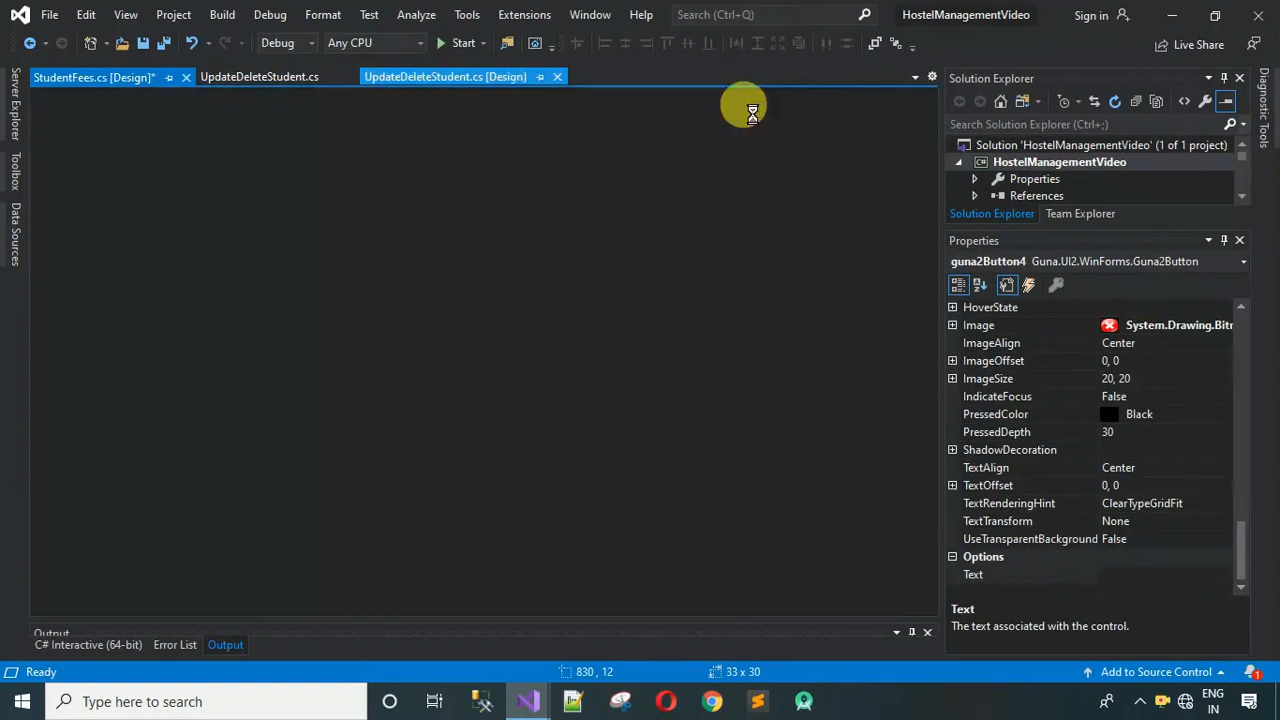 File Edit View Project Build Debug Format Test Analyze Tools Extensions Window Help Search (Ctrl+Q) HostelManagementVideo Sign in
Debug Any CPU Start Live Share
StudentFees.cs [Design]* UpdateDeleteStudent.cs UpdateDeleteStudent.cs [Design]
Server Explorer
Toolbox
Data Sources
Diagnostic Tools
Solution Explorer
Search Solution Explorer (Ctrl+;)
Solution 'HostelManagementVideo' (1 of 1 project)
C# HostelManagementVideo
Properties
References
Solution Explorer Team Explorer
Properties
guna2Button4 Guna.UI2.WinForms.Guna2Button
HoverState
Image System.Drawing.Bitr
ImageAlign Center
ImageOffset 0, 0
ImageSize 20, 20
IndicateFocus False
PressedColor Black
PressedDepth 30
ShadowDecoration
TextAlign Center
TextOffset 0, 0
TextRenderingHint ClearTypeGridFit
TextTransform None
UseTransparentBackground False
Options
Text
Text
The text associated with the control.
Output
C# Interactive (64-bit) Error List Output
Ready 830 , 12 33 x 30 Add to Source Control 1
Type here to search ENG
IN